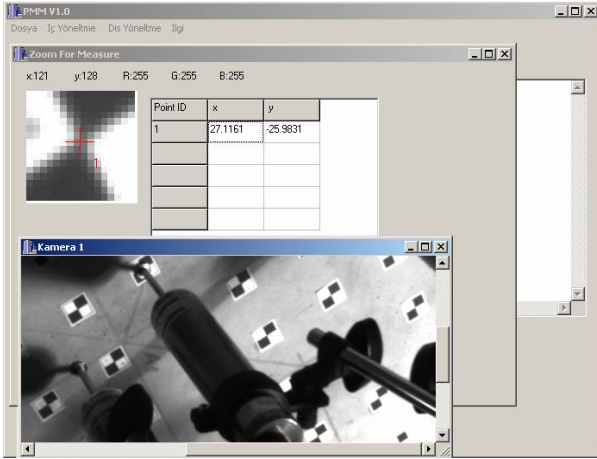 PMM V1.0
Dosya Iç Yöneltme Dis Yöneltme Ilgi
Zoom For Measure
x:121 y:128 R:255 G:255 B:255
Point ID x y
1 27.1161 -25.9831
1
Kamera 1